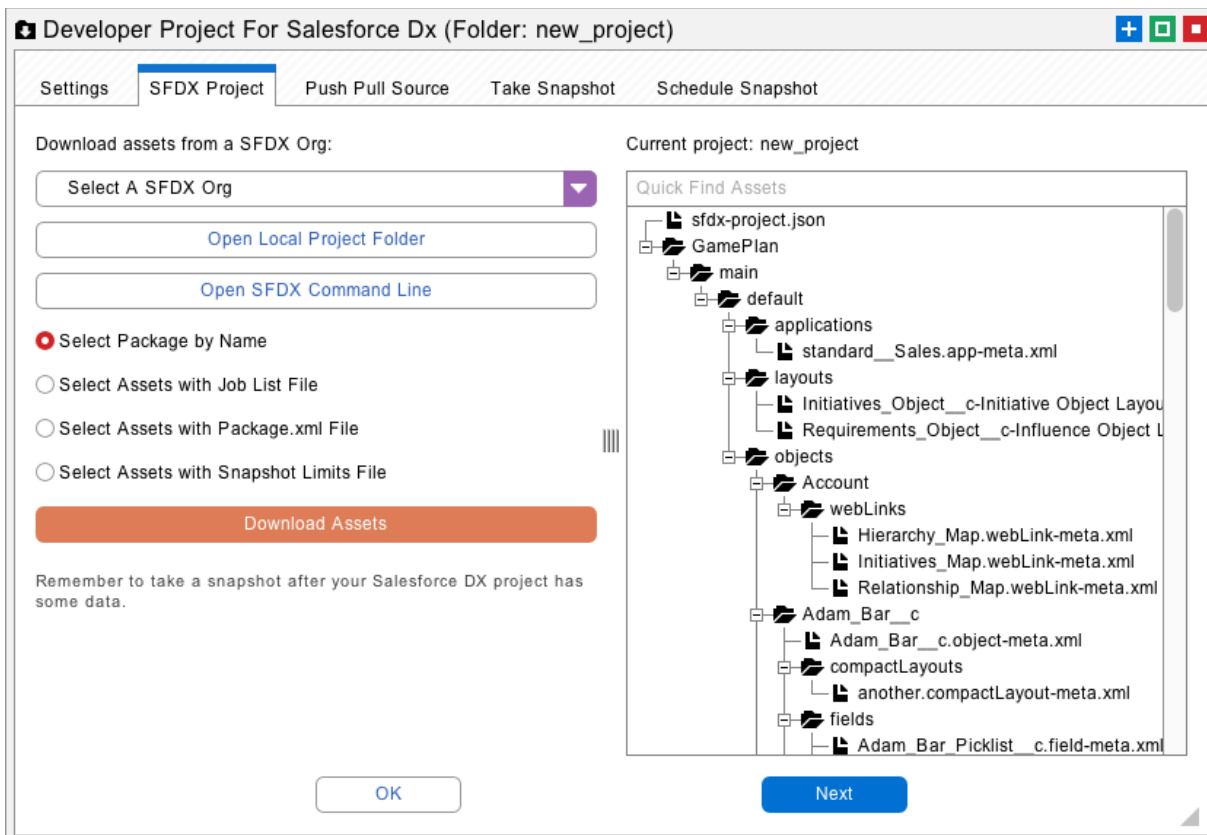 Developer Project For Salesforce Dx (Folder: new_project)
Settings
SFDX Project
Push Pull Source
Take Snapshot
Schedule Snapshot
Download assets from a SFDX Org:
Select A SFDX Org
Open Local Project Folder
Open SFDX Command Line
Select Package by Name
Select Assets with Job List File
Select Assets with Package.xml File
Select Assets with Snapshot Limits File
Download Assets
Remember to take a snapshot after your Salesforce DX project has
some data.
OK
Current project: new_project
Quick Find Assets
sfdx-project.json
GamePlan
main
default
applications
standard__Sales.app-meta.xml
layouts
Initiatives_Object__c-Initiative Object Layou
Requirements_Object__c-Influence Object L
objects
Account
webLinks
Hierarchy_Map.webLink-meta.xml
Initiatives_Map.webLink-meta.xml
Relationship_Map.webLink-meta.xml
Adam_Bar__c
Adam_Bar__c.object-meta.xml
compactLayouts
another.compactLayout-meta.xml
fields
Adam_Bar_Picklist__c.field-meta.xml
Next